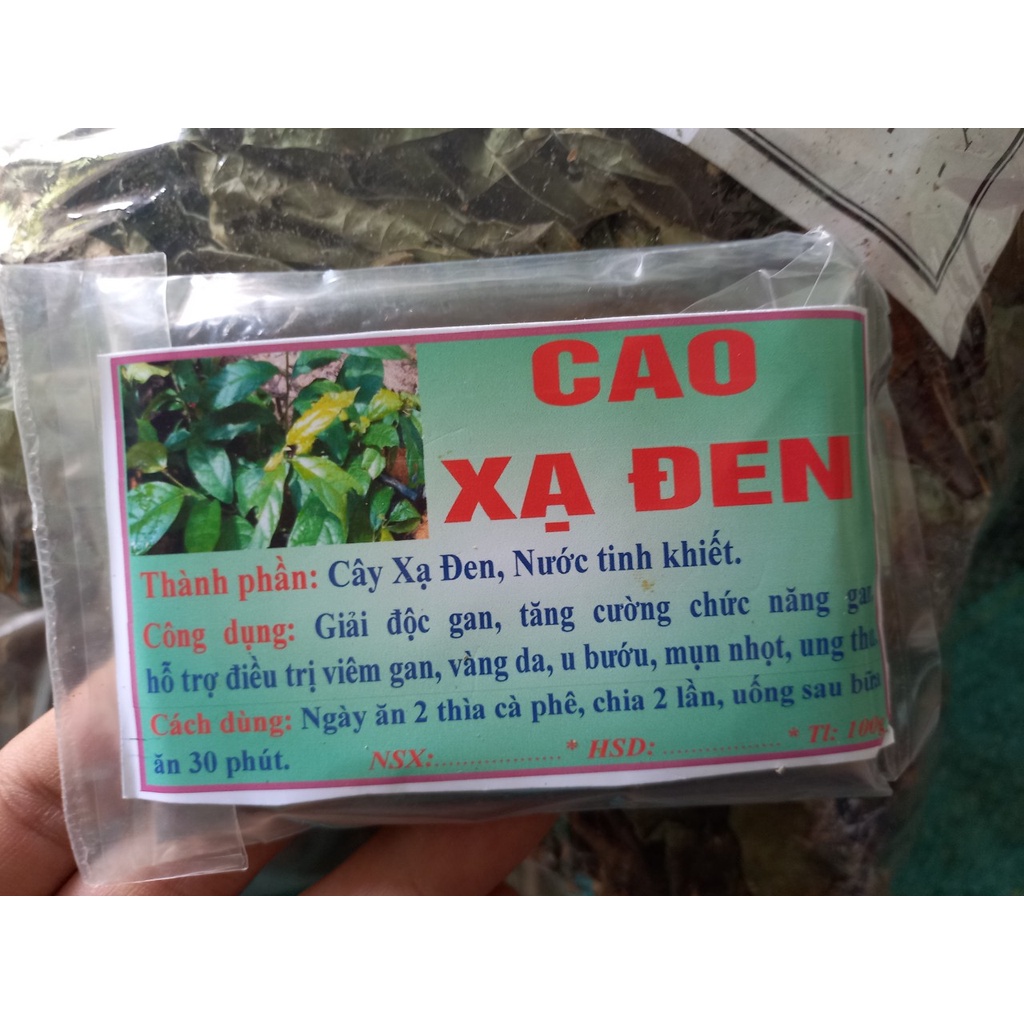 CAO
XẠ ĐEN
Thành phần: Cây Xạ Đen, Nước tinh khiết.
Công dụng: Giải độc gan, tăng cường chức năng gan
hỗ trợ điều trị viêm gan, vàng da, u bướu, mụn nhọt, ung thư
Cách dùng: Ngày ăn 2 thìa cà phê, chia 2 lần, uống sau bữa
ăn 30 phút. NSX:.................* HSD: ................* Tl: 100g